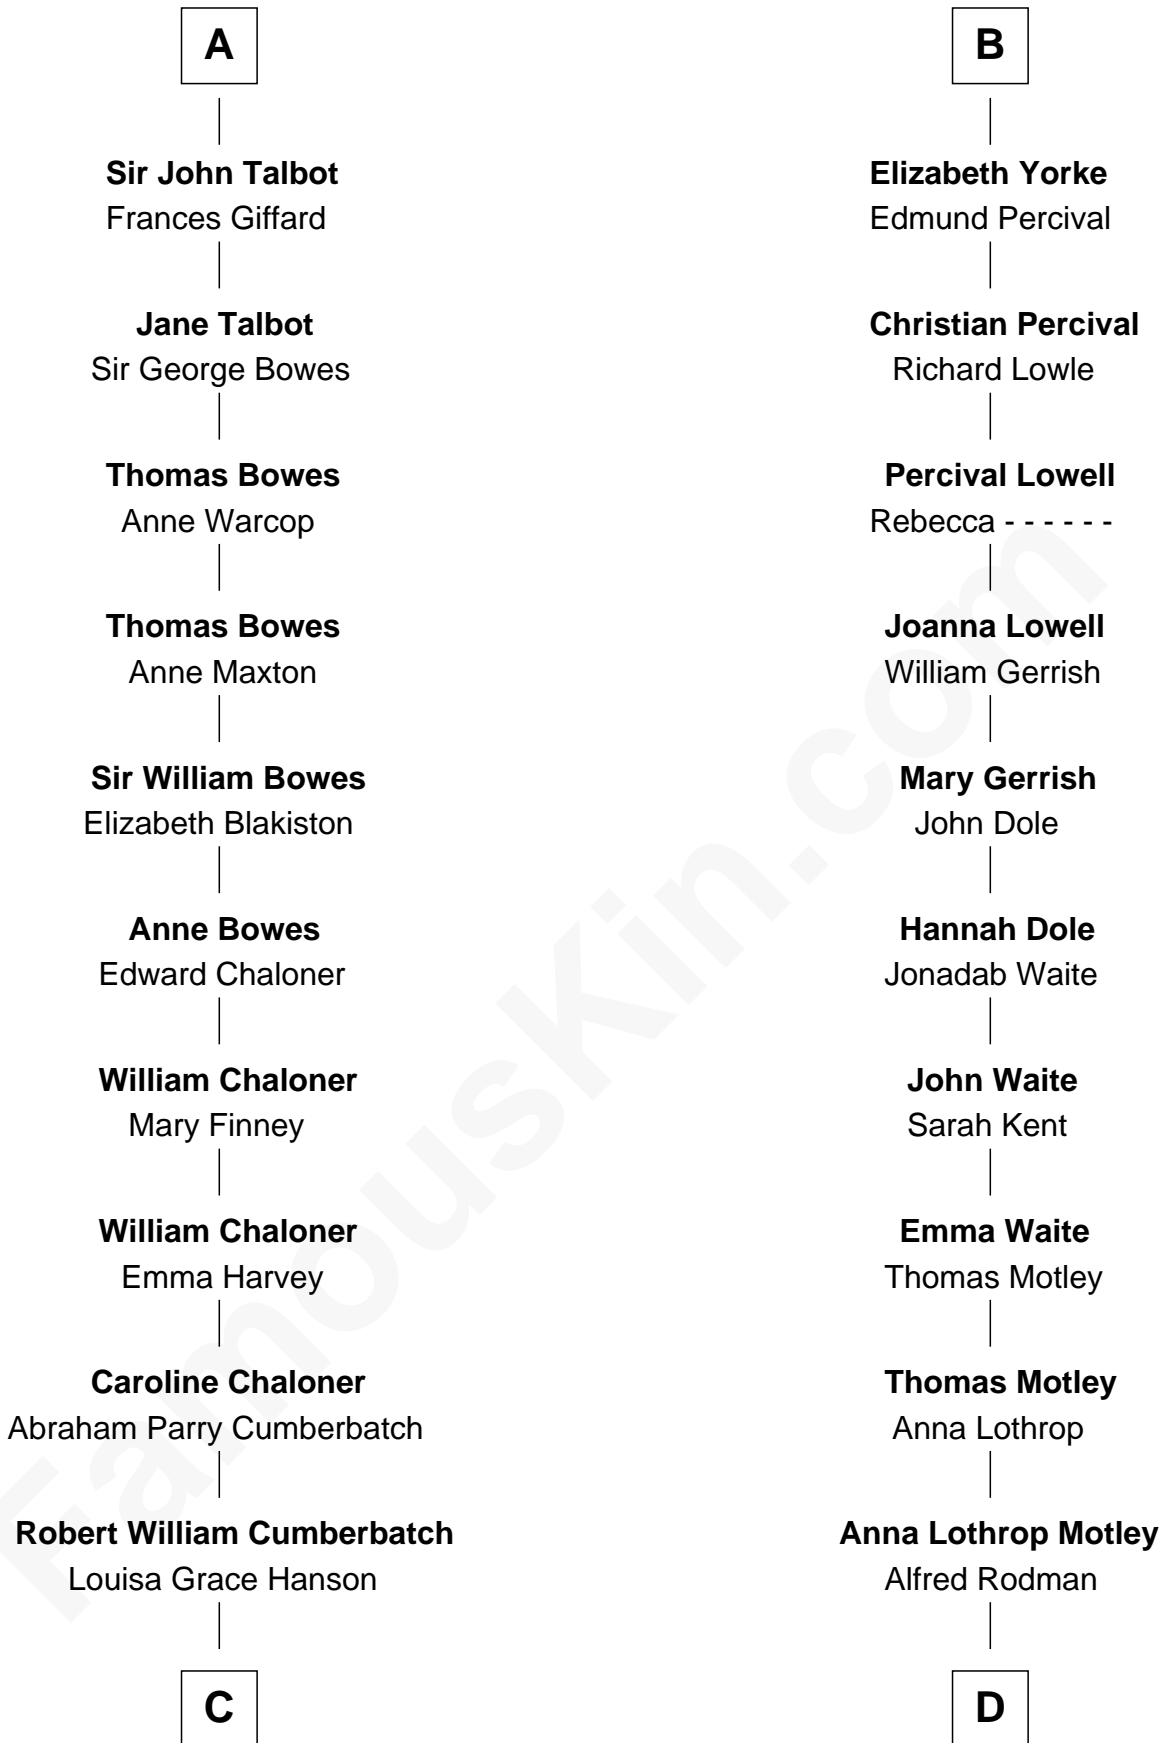 A
Sir John Talbot
Frances Giffard
Jane Talbot
Sir George Bowes
Thomas Bowes
Anne Warcop
Thomas Bowes
Anne Maxton
Sir William Bowes
Elizabeth Blakiston
Anne Bowes
Edward Chaloner
William Chaloner
Mary Finney
William Chaloner
Emma Harvey
Caroline Chaloner
Abraham Parry Cumberbatch
Robert William Cumberbatch
Louisa Grace Hanson
C
B
Elizabeth Yorke
Edmund Percival
Christian Percival
Richard Lowle
Percival Lowell
Rebecca - - - - - -
Joanna Lowell
William Gerrish
Mary Gerrish
John Dole
Hannah Dole
Jonadab Waite
John Waite
Sarah Kent
Emma Waite
Thomas Motley
Thomas Motley
Anna Lothrop
Anna Lothrop Motley
Alfred Rodman
D
FamousKin.com